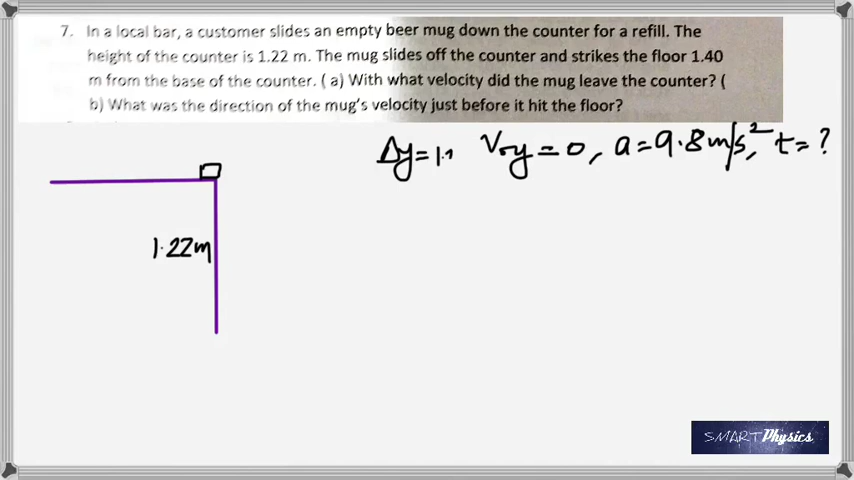 7. In a local bar, a customer slides an empty beer mug down the counter for a refill. The
height of the counter is 1.22 m. The mug slides off the counter and strikes the floor 1.40
m from the base of the counter. ( a) With what velocity did the mug leave the counter? (
b) What was the direction of the mug's velocity just before it hit the floor?
Δy = 1.1 Voy = 0, a = 9.8 m/s², t = ?
1.22m
SMART Physics